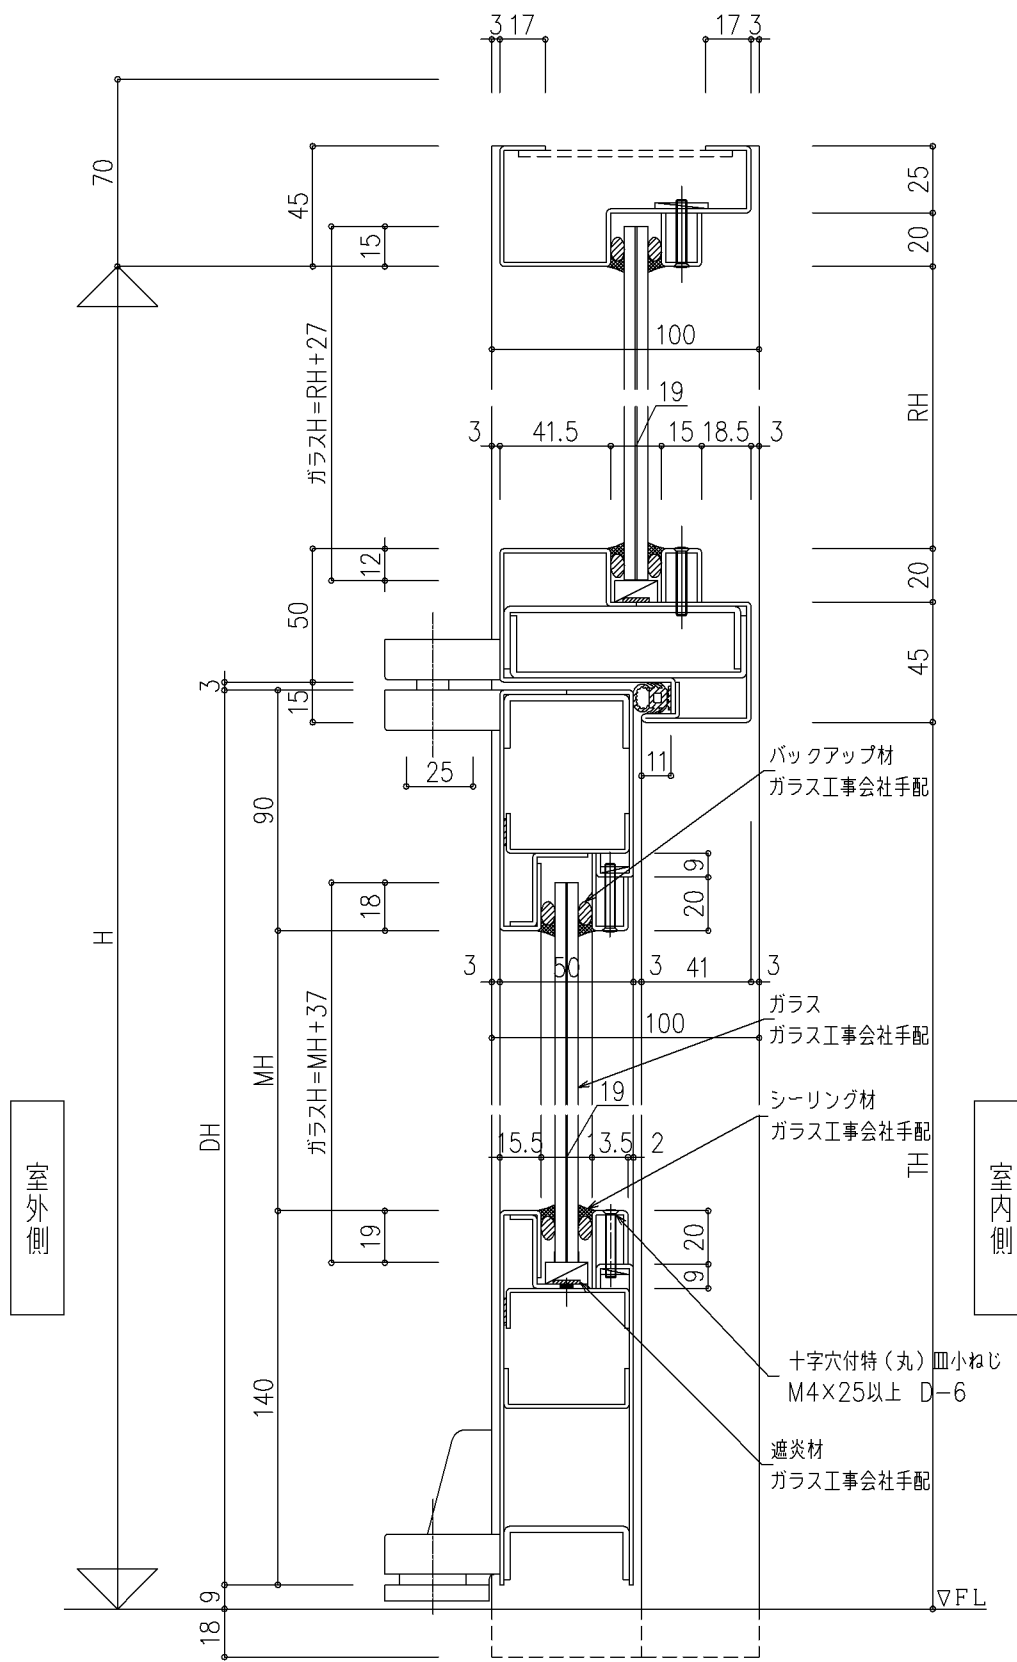 3 17
17 3
70
45
15
25
20
ガラスH=RH+27
100
RH
19
3
41.5
15
18.5
3
12
50
20
3
15
45
25
11
バックアップ材
ガラス工事会社手配
90
9
20
18
H
3
50
3
41
3
ガラス
ガラス工事会社手配
100
ガラスH=MH+37
MH
19
シーリング材
ガラス工事会社手配
DH
15.5
13.5
2
TH
室外側
室内側
19
20
9
十字穴付特(丸)皿小ねじ
M4×25以上 D-6
140
遮炎材
ガラス工事会社手配
9
▽FL
18